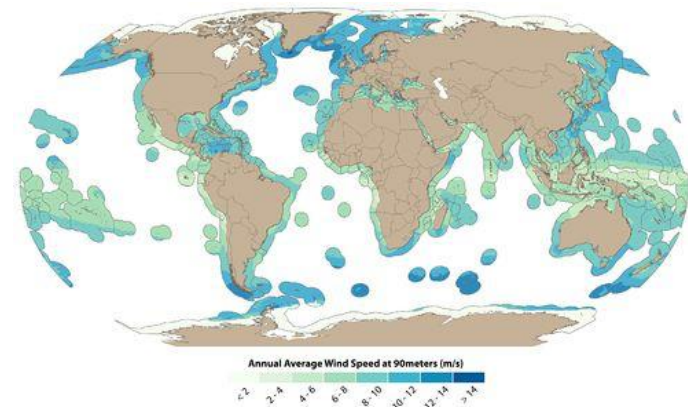 Annual Average Wind Speed at 90meters (m/s)
< 2 2 - 4 4 - 6 6 - 8 8 - 10 10 - 12 12 - 14 > 14